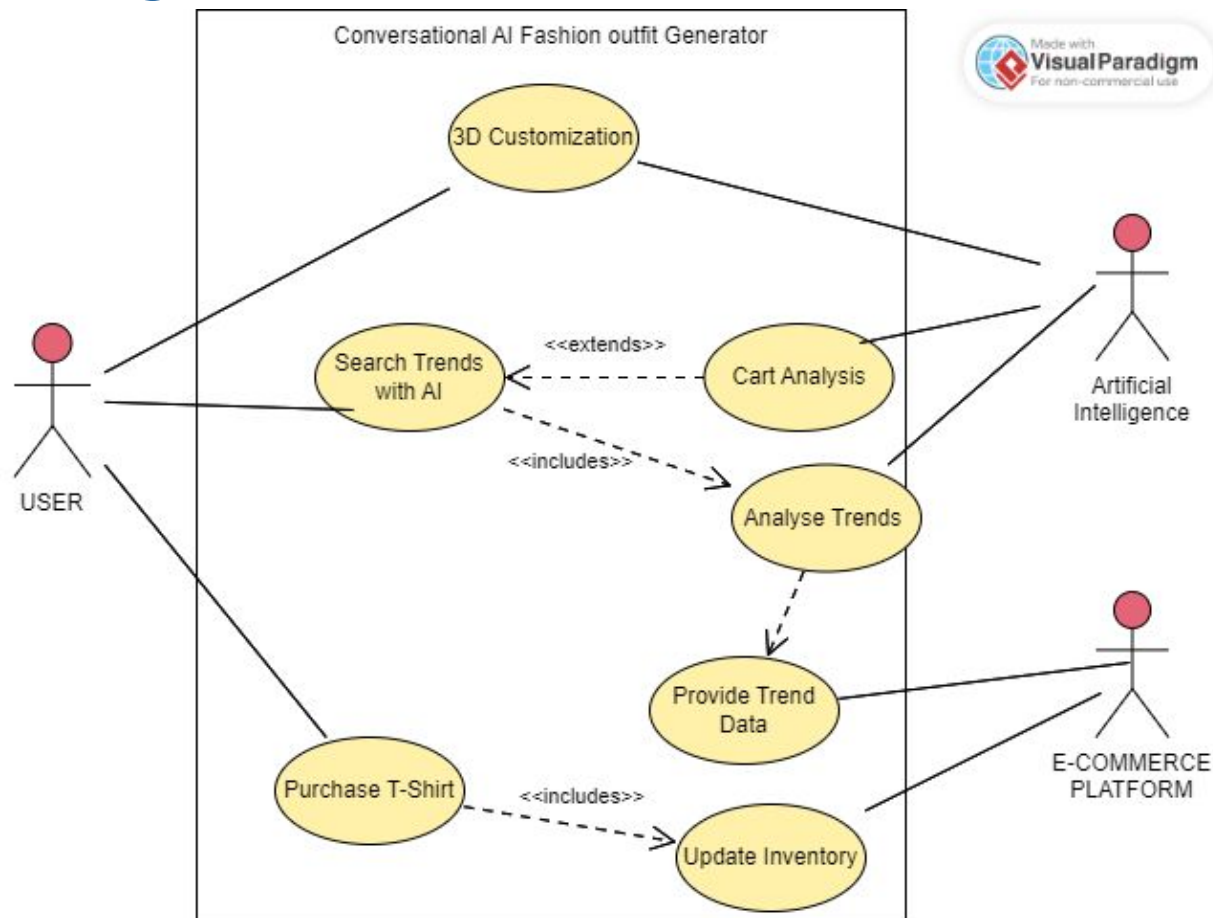 Conversational AI Fashion outfit Generator
Made with
Visual Paradigm
For non-commercial use
3D Customization
<<extends>>
Search Trends
with AI
Cart Analysis
Artificial
Intelligence
<<includes>>
USER
Analyse Trends
Provide Trend
Data
E-COMMERCE
PLATFORM
Purchase T-Shirt
<<includes>>
Update Inventory